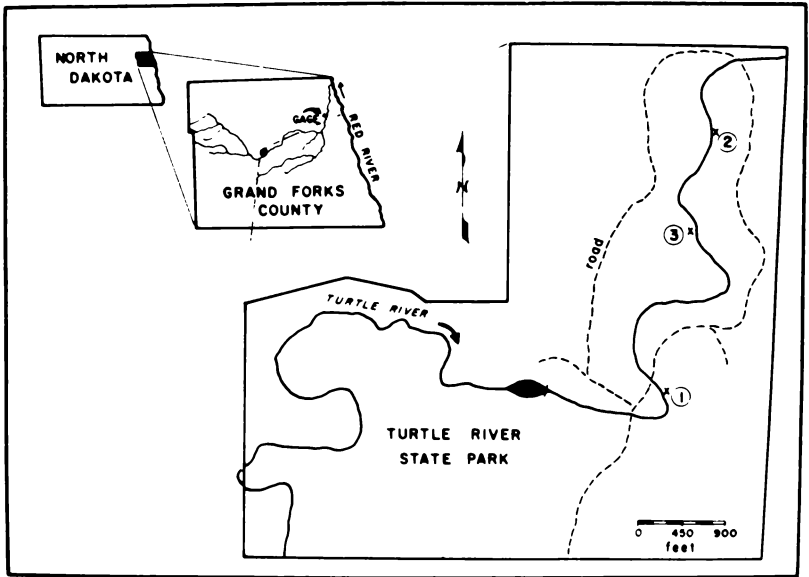 NORTH
DAKOTA
GAGE
RED RIVER
GRAND FORKS
COUNTY
N
2
3
road
TURTLE RIVER
1
TURTLE RIVER
STATE PARK
0 450 900
feet